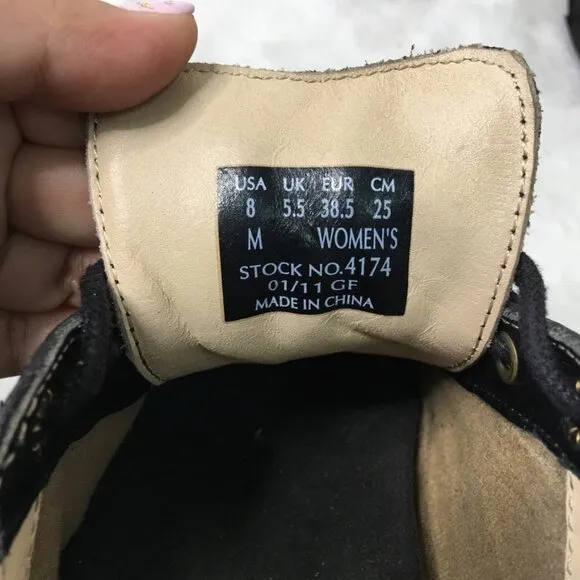 USA UK EUR CM
8 5.5 38.5 25
M WOMEN'S
STOCK NO.4174
01/11 GF
MADE IN CHINA